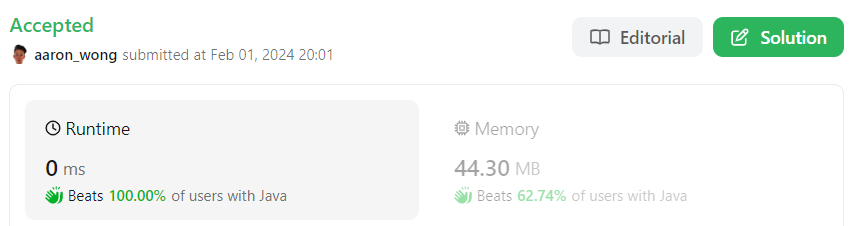 Accepted
aaron_wong submitted at Feb 01, 2024 20:01
Editorial
Solution
Runtime
0 ms
Beats 100.00% of users with Java
Memory
44.30 MB
Beats 62.74% of users with Java